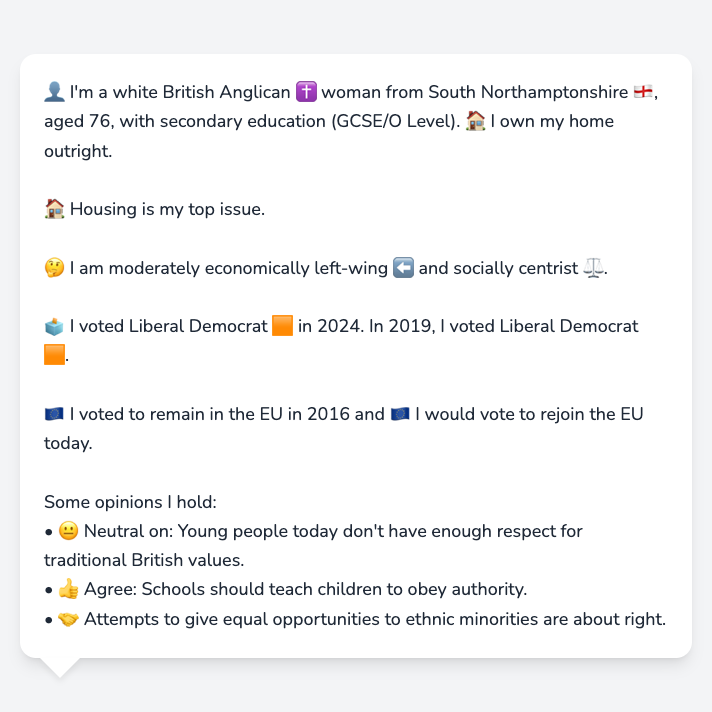 👤 I'm a white British Anglican ✝️ woman from South Northamptonshire 🏴󠁧󠁢󠁥󠁮󠁧󠁿,
aged 76, with secondary education (GCSE/O Level). 🏠 I own my home
outright.
🏠 Housing is my top issue.
🤔 I am moderately economically left-wing ⬅️ and socially centrist ⚖️.
🗳️ I voted Liberal Democrat 🟧 in 2024. In 2019, I voted Liberal Democrat
🟧.
🇪🇺 I voted to remain in the EU in 2016 and 🇪🇺 I would vote to rejoin the EU
today.
Some opinions I hold:
• 😐 Neutral on: Young people today don't have enough respect for
traditional British values.
• 👍 Agree: Schools should teach children to obey authority.
• 🤝 Attempts to give equal opportunities to ethnic minorities are about right.